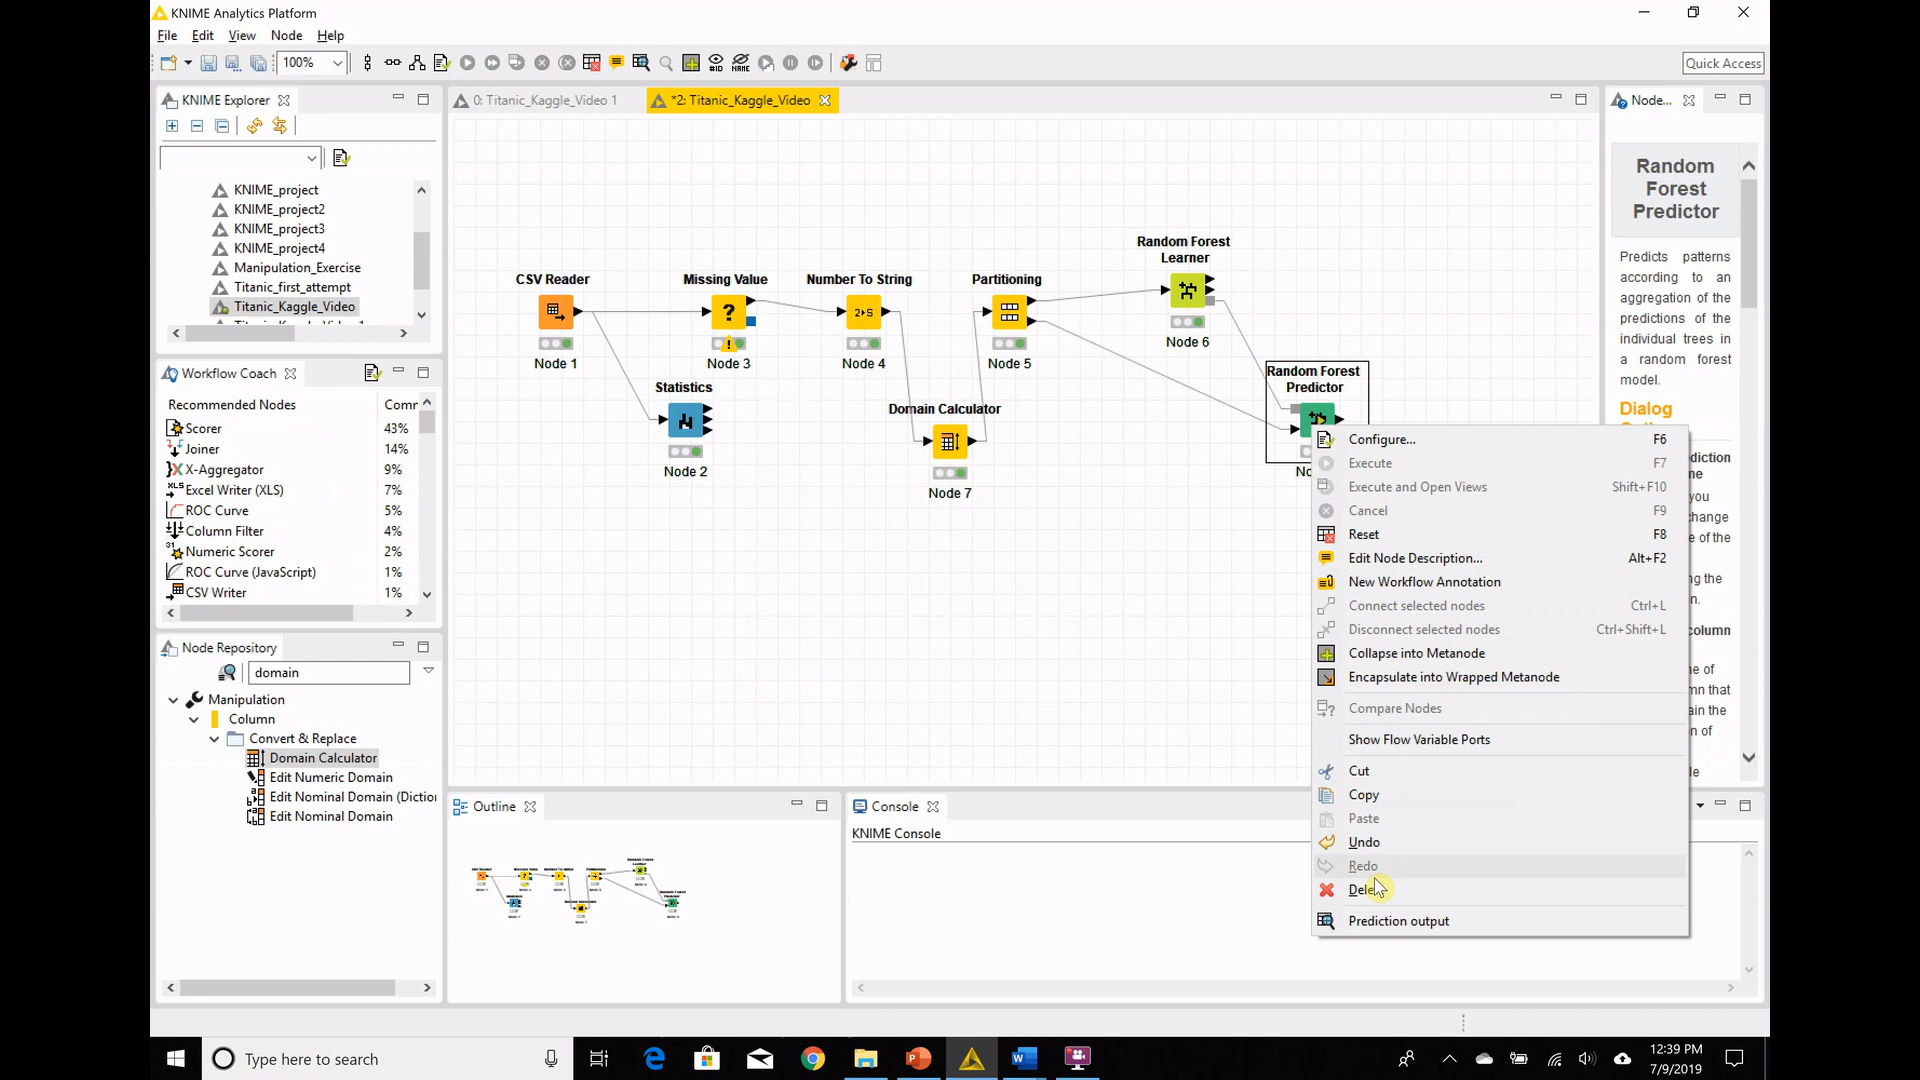 KNIME Analytics Platform
File Edit View Node Help
100%
Quick Access
KNIME Explorer
KNIME_project
KNIME_project2
KNIME_project3
KNIME_project4
Manipulation_Exercise
Titanic_first_attempt
Titanic_Kaggle_Video
Workflow Coach
Recommended Nodes Comr
Scorer 43%
Joiner 14%
X-Aggregator 9%
Excel Writer (XLS) 7%
ROC Curve 5%
Column Filter 4%
Numeric Scorer 2%
ROC Curve (JavaScript) 1%
CSV Writer 1%
Node Repository
domain
Manipulation
Column
Convert & Replace
Domain Calculator
Edit Numeric Domain
Edit Nominal Domain (Dictior
Edit Nominal Domain
0: Titanic_Kaggle_Video 1
*2: Titanic_Kaggle_Video
CSV Reader
Node 1
Statistics
Node 2
Missing Value
?
Node 3
Number To String
2▸S
Node 4
Domain Calculator
Node 7
Partitioning
Node 5
Random Forest
Learner
Node 6
Random Forest
Predictor
No
Configure... F6
Execute F7
Execute and Open Views Shift+F10
Cancel F9
Reset F8
Edit Node Description... Alt+F2
New Workflow Annotation
Connect selected nodes Ctrl+L
Disconnect selected nodes Ctrl+Shift+L
Collapse into Metanode
Encapsulate into Wrapped Metanode
Compare Nodes
Show Flow Variable Ports
Cut
Copy
Paste
Undo
Redo
Dele
Prediction output
Node...
Random
Forest
Predictor
Predicts patterns
according to an
aggregation of the
predictions of the
individual trees in
a random forest
model.
Dialog
Outline
Console
KNIME Console
Type here to search
12:39 PM
7/9/2019